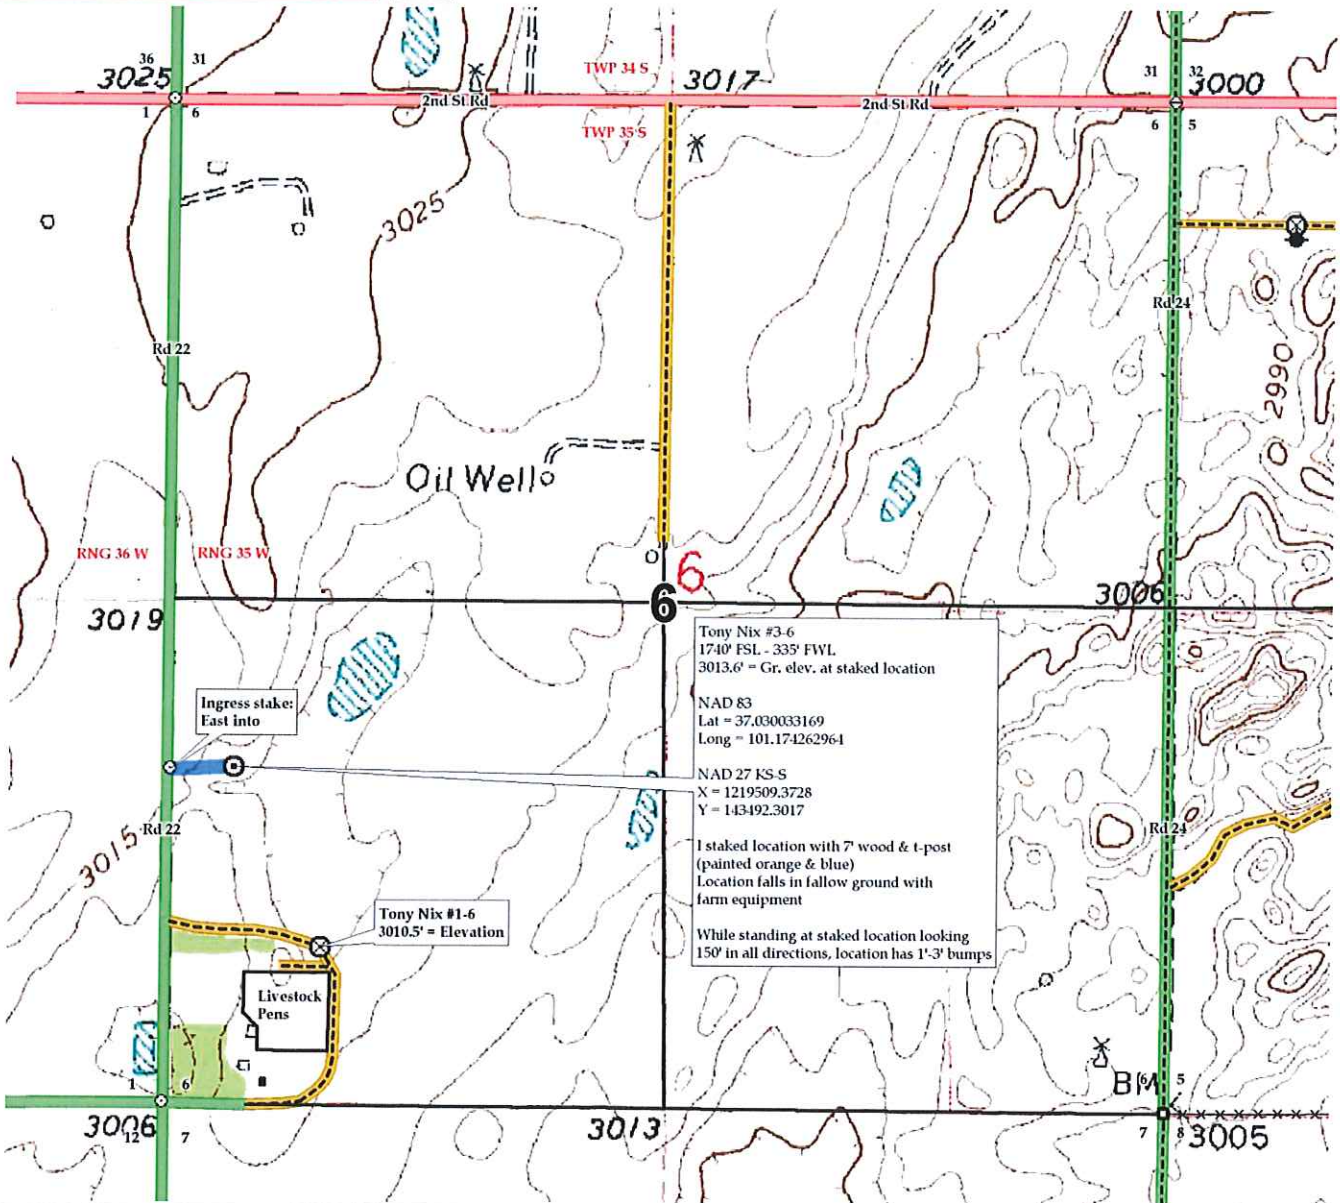 36 31
3025
1 6
TWP 34 S
3017
31 32
3000
2nd St Rd
2nd St Rd
TWP 35 S
6 5
3025
Rd 22
Rd 24
2990
Oil Well
RNG 36 W
RNG 35 W
6
6
3019
3006
Tony Nix #3-6
1740' FSL - 335' FWL
3013.6' = Gr. elev. at staked location
NAD 83
Lat = 37.030033169
Long = 101.174262964
NAD 27 KS-S
X = 1219509.3728
Y = 143492.3017
I staked location with 7' wood & t-post
(painted orange & blue)
Location falls in fallow ground with
farm equipment
While standing at staked location looking
150' in all directions, location has 1'-3' bumps
Ingress stake:
East into
Rd 22
3015
Rd 24
Tony Nix #1-6
3010.5' = Elevation
Livestock
Pens
1 6
BM
6 5
3006
12 7
3013
7 8
3005